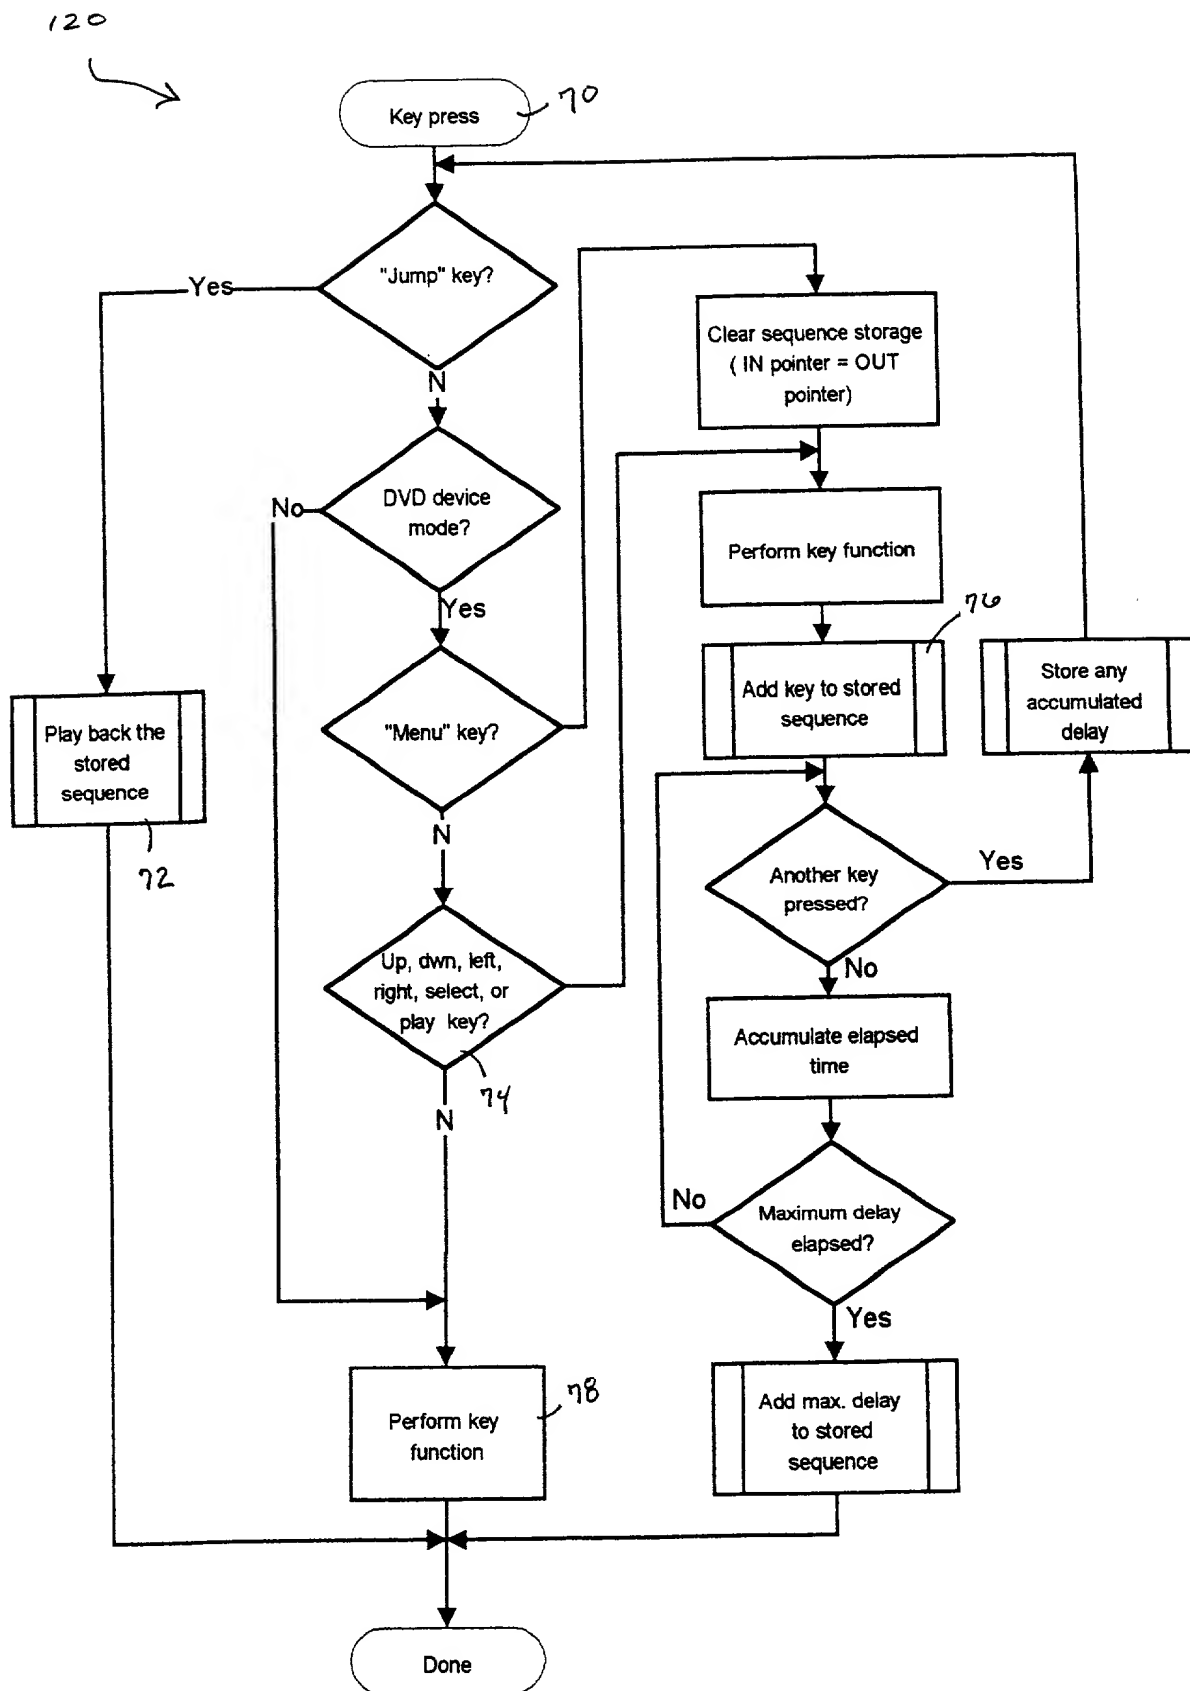 120
Key press
70
"Jump" key?
Yes
N
DVD device
mode?
No
Yes
"Menu" key?
N
Up, dwn, left,
right, select, or
play key?
74
N
Perform key
function
78
Done
Play back the
stored
sequence
72
Clear sequence storage
( IN pointer = OUT
pointer)
Perform key function
76
Add key to stored
sequence
Store any
accumulated
delay
Another key
pressed?
Yes
No
Accumulate elapsed
time
Maximum delay
elapsed?
No
Yes
Add max. delay
to stored
sequence